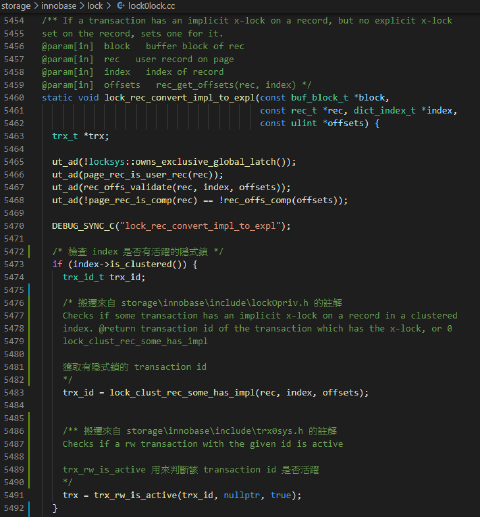 storage > innobase > lock > lock0lock.cc
5454 /** If a transaction has an implicit x-lock on a record, but no explicit x-lock
5455 set on the record, sets one for it.
5456 @param[in] block buffer block of rec
5457 @param[in] rec user record on page
5458 @param[in] index index of record
5459 @param[in] offsets rec_get_offsets(rec, index) */
5460 static void lock_rec_convert_impl_to_expl(const buf_block_t *block,
5461 const rec_t *rec, dict_index_t *index,
5462 const ulint *offsets) {
5463 trx_t *trx;
5464
5465 ut_ad(!locksys::owns_exclusive_global_latch());
5466 ut_ad(page_rec_is_user_rec(rec));
5467 ut_ad(rec_offs_validate(rec, index, offsets));
5468 ut_ad(!page_rec_is_comp(rec) == !rec_offs_comp(offsets));
5469
5470 DEBUG_SYNC_C("lock_rec_convert_impl_to_expl");
5471
5472 /* 檢查 index 是否有活躍的隱式鎖 */
5473 if (index->is_clustered()) {
5474 trx_id_t trx_id;
5475
5476 /* 搬運來自 storage\innobase\include\lock0priv.h 的註解
5477 Checks if some transaction has an implicit x-lock on a record in a clustered
5478 index. @return transaction id of the transaction which has the x-lock, or 0
5479 lock_clust_rec_some_has_impl
5480
5481 獲取有隱式鎖的 transaction id
5482 */
5483 trx_id = lock_clust_rec_some_has_impl(rec, index, offsets);
5484
5485
5486 /** 搬運來自 storage\innobase\include\trx0sys.h 的註解
5487 Checks if a rw transaction with the given id is active
5488
5489 trx_rw_is_active 用來判斷該 transaction id 是否活躍
5490 */
5491 trx = trx_rw_is_active(trx_id, nullptr, true);
5492 }